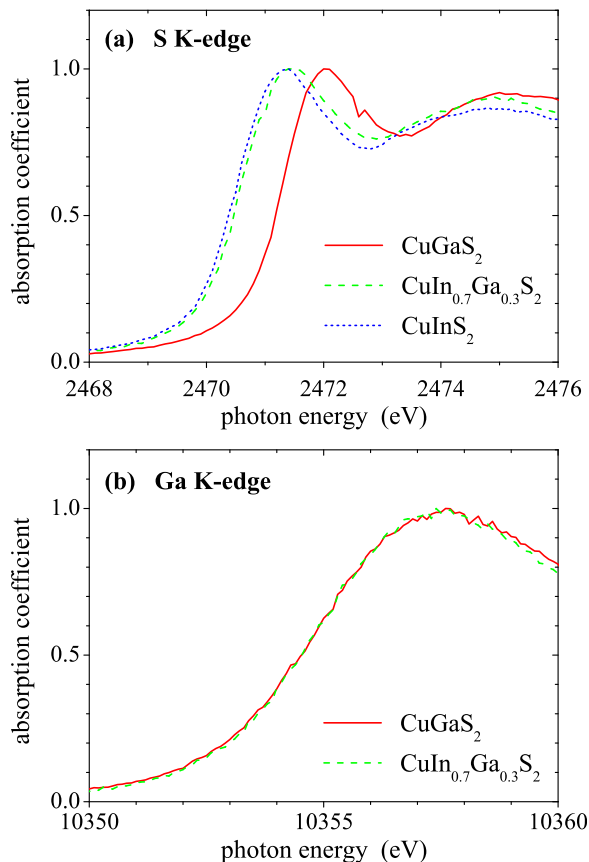 (a) S K-edge
1.0
0.5
0.0
absorption coefficient
CuGaS₂
CuIn₀.₇Ga₀.₃S₂
CuInS₂
2468 2470 2472 2474 2476
photon energy (eV)
(b) Ga K-edge
1.0
0.5
0.0
absorption coefficient
CuGaS₂
CuIn₀.₇Ga₀.₃S₂
10350 10355 10360
photon energy (eV)